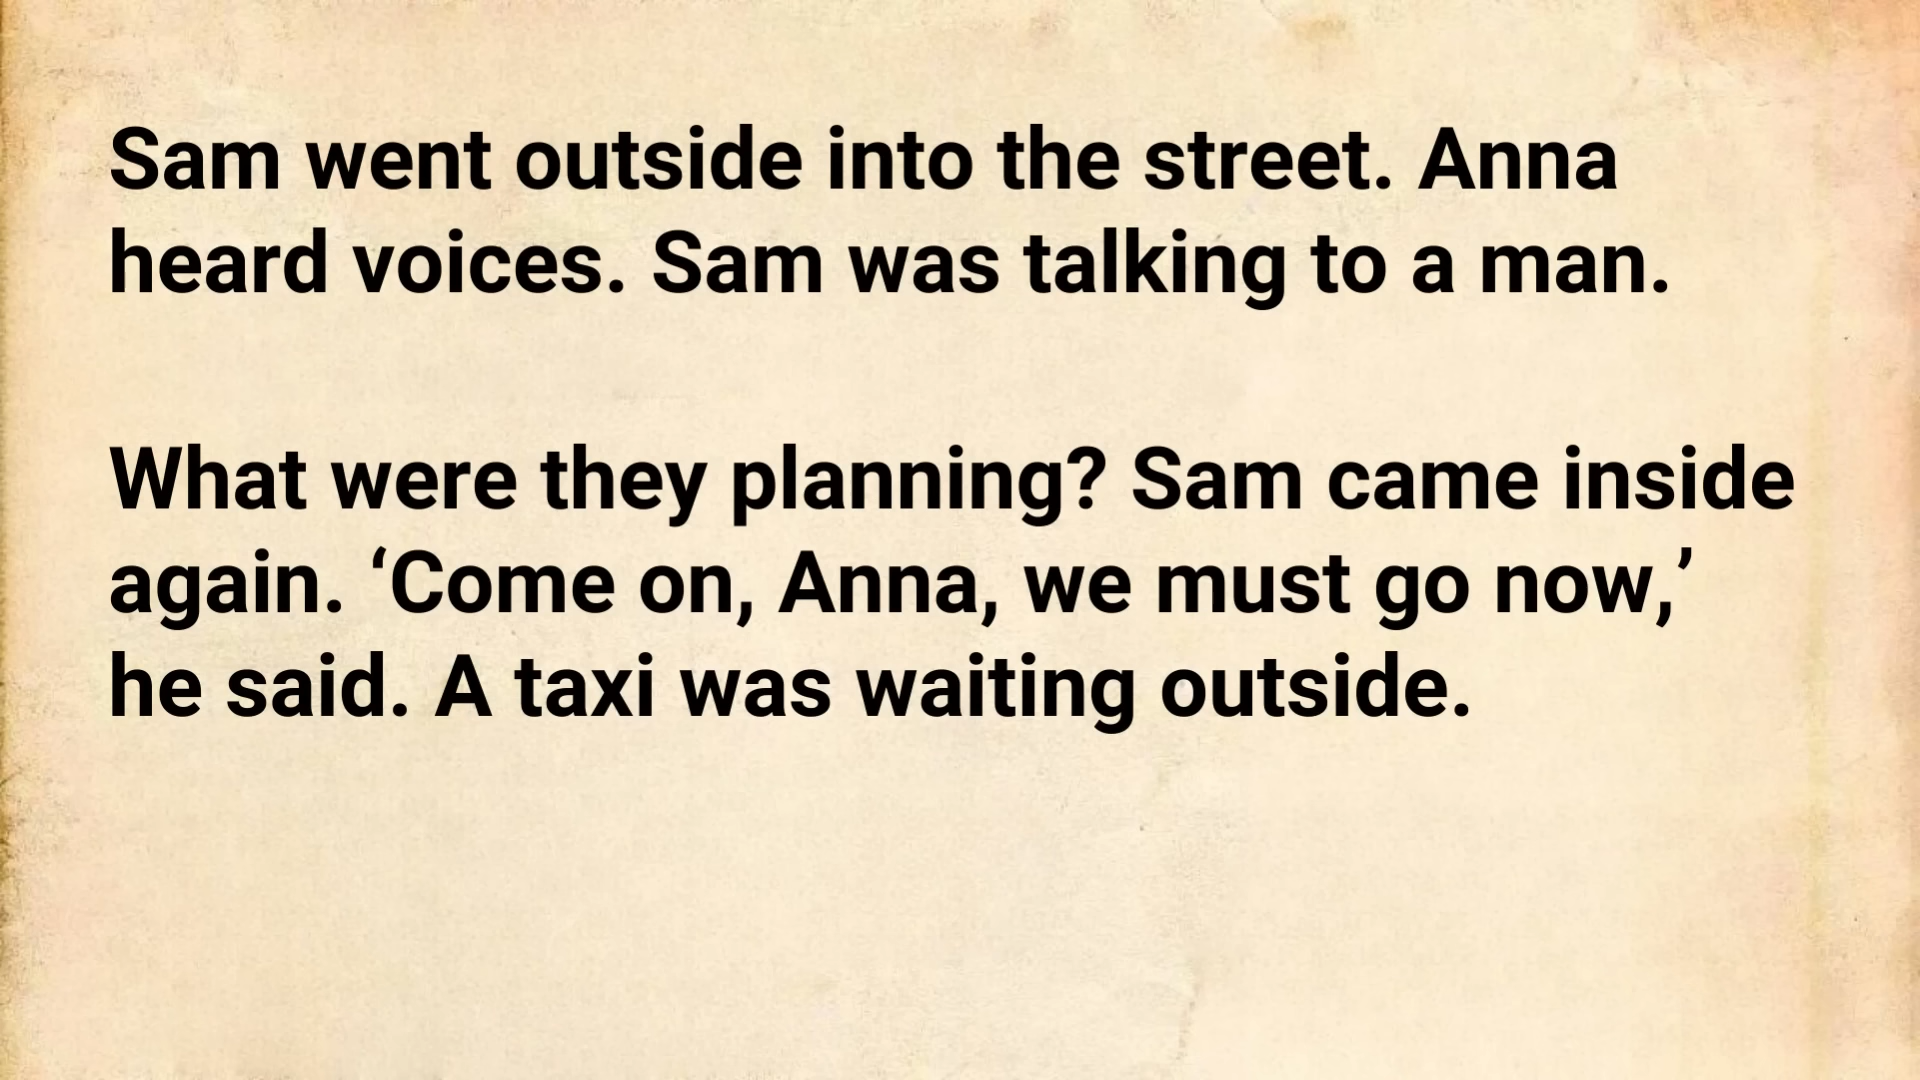 Sam went outside into the street. Anna
heard voices. Sam was talking to a man.
What were they planning? Sam came inside
again. ‘Come on, Anna, we must go now,’
he said. A taxi was waiting outside.